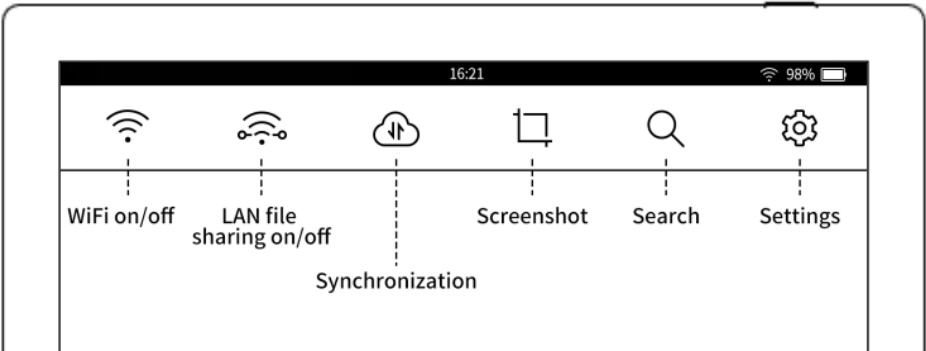 16:21
98%
WiFi on/off
LAN file
sharing on/off
Synchronization
Screenshot
Search
Settings